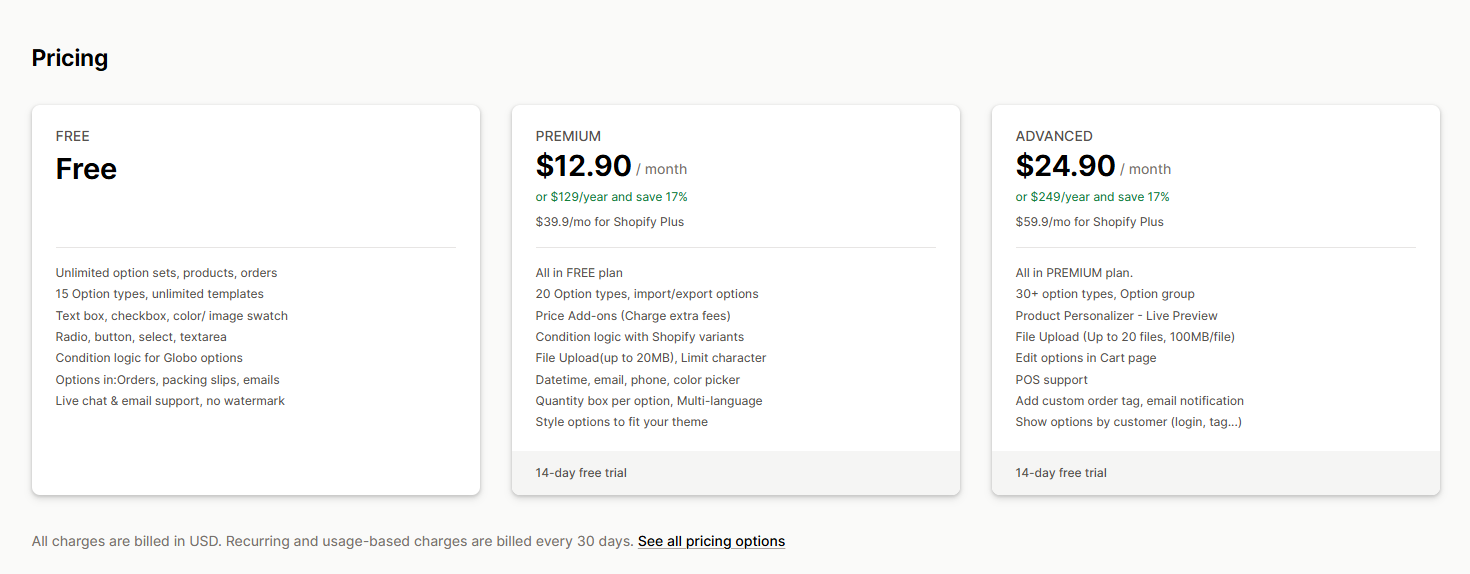 Pricing
FREE
Free
Unlimited option sets, products, orders
15 Option types, unlimited templates
Text box, checkbox, color/ image swatch
Radio, button, select, textarea
Condition logic for Globo options
Options in:Orders, packing slips, emails
Live chat & email support, no watermark
PREMIUM
$12.90 / month
or $129/year and save 17%
$39.9/mo for Shopify Plus
All in FREE plan
20 Option types, import/export options
Price Add-ons (Charge extra fees)
Condition logic with Shopify variants
File Upload(up to 20MB), Limit character
Datetime, email, phone, color picker
Quantity box per option, Multi-language
Style options to fit your theme
14-day free trial
ADVANCED
$24.90 / month
or $249/year and save 17%
$59.9/mo for Shopify Plus
All in PREMIUM plan.
30+ option types, Option group
Product Personalizer - Live Preview
File Upload (Up to 20 files, 100MB/file)
Edit options in Cart page
POS support
Add custom order tag, email notification
Show options by customer (login, tag...)
14-day free trial
All charges are billed in USD. Recurring and usage-based charges are billed every 30 days. See all pricing options